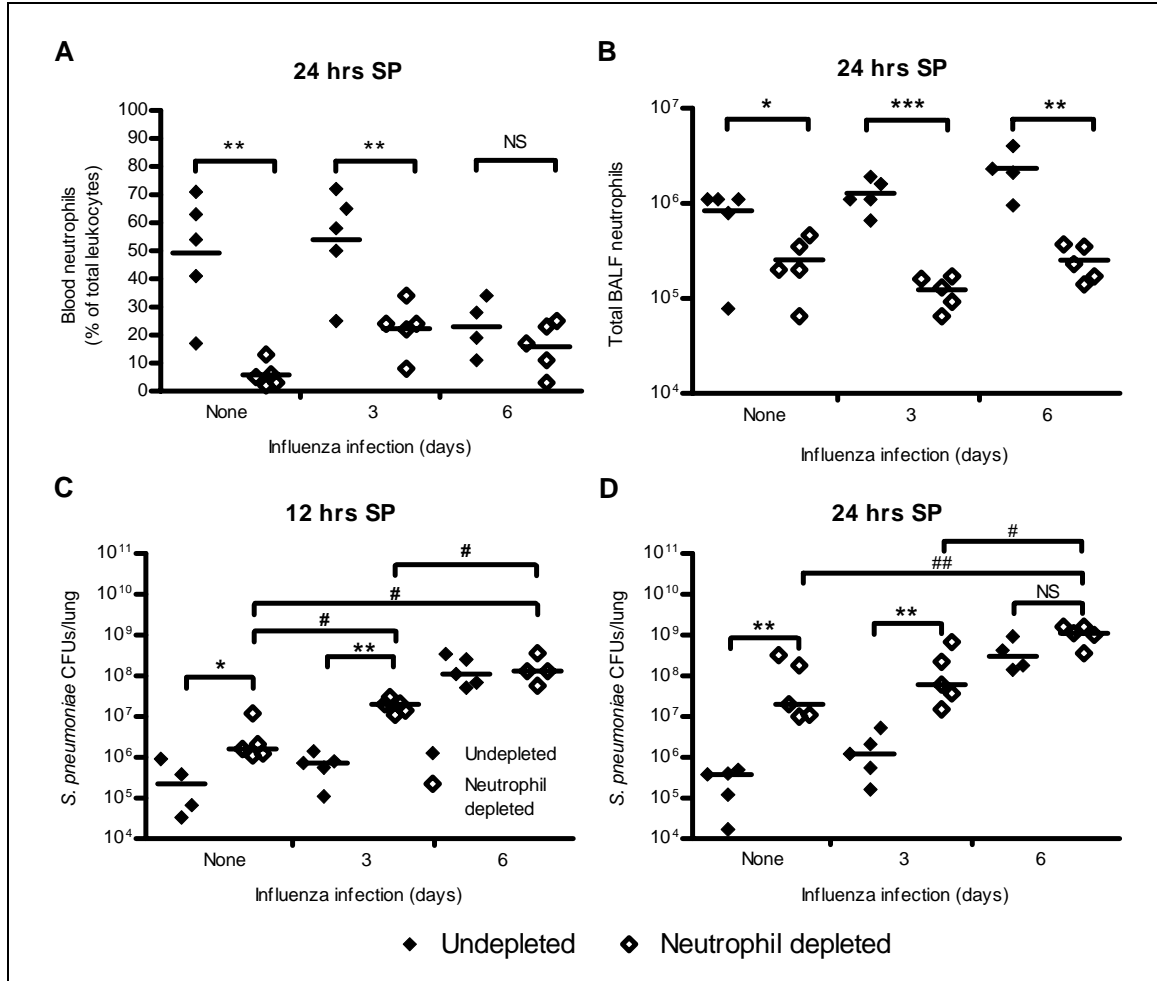 A
24 hrs SP
Blood neutrophils
(% of total leukocytes)
100
90
80
70
60
50
40
30
20
10
0
**
**
NS
None
3
6
Influenza infection (days)
B
24 hrs SP
Total BALF neutrophils
10^7
10^6
10^5
10^4
*
***
**
None
3
6
Influenza infection (days)
C
12 hrs SP
S. pneumoniae CFUs/lung
10^11
10^10
10^9
10^8
10^7
10^6
10^5
10^4
#
#
#
**
*
Undepleted
Neutrophil
depleted
None
3
6
Influenza infection (days)
D
24 hrs SP
S. pneumoniae CFUs/lung
10^11
10^10
10^9
10^8
10^7
10^6
10^5
10^4
#
##
NS
**
**
None
3
6
Influenza infection (days)
Undepleted Neutrophil depleted